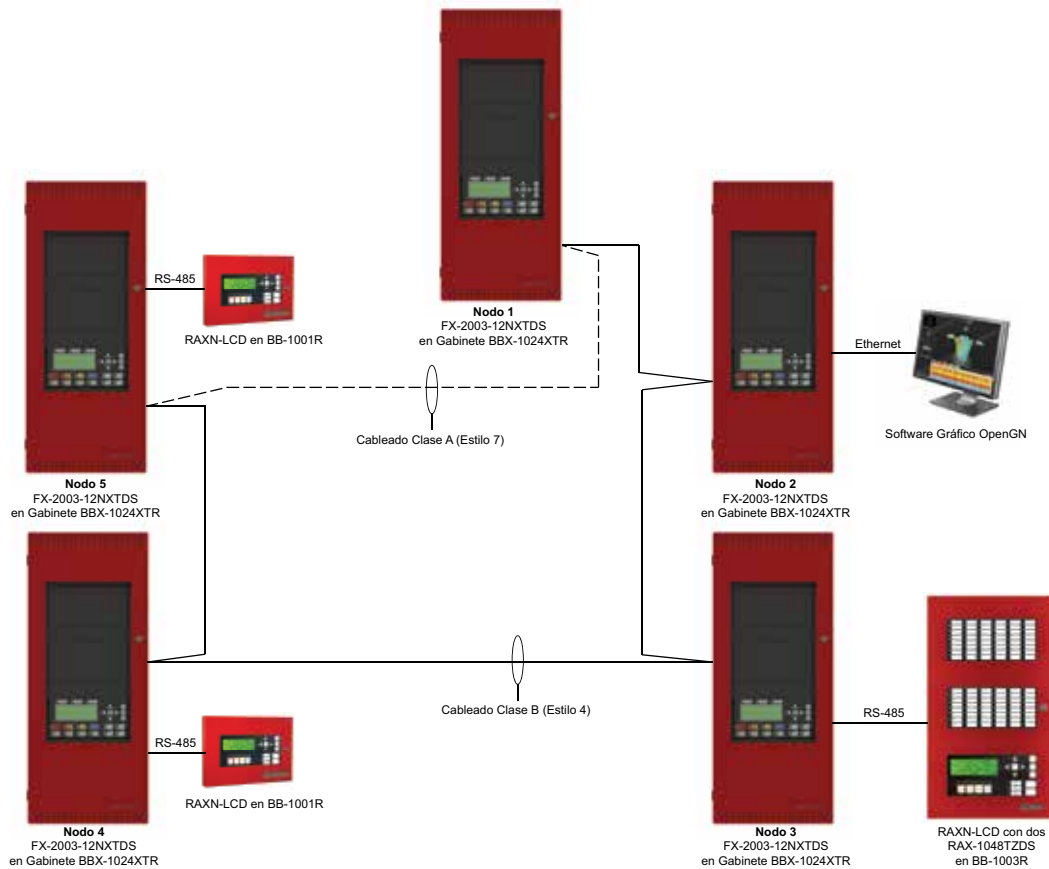 Nodo 1
FX-2003-12NXTDS
en Gabinete BBX-1024XTR
RS-485
RAXN-LCD en BB-1001R
Ethernet
Software Gráfico OpenGN
Cableado Clase A (Estilo 7)
Nodo 5
FX-2003-12NXTDS
en Gabinete BBX-1024XTR
Nodo 2
FX-2003-12NXTDS
en Gabinete BBX-1024XTR
Cableado Clase B (Estilo 4)
RS-485
RAXN-LCD en BB-1001R
RS-485
Nodo 4
FX-2003-12NXTDS
en Gabinete BBX-1024XTR
Nodo 3
FX-2003-12NXTDS
en Gabinete BBX-1024XTR
RAXN-LCD con dos
RAX-1048TZDS
en BB-1003R